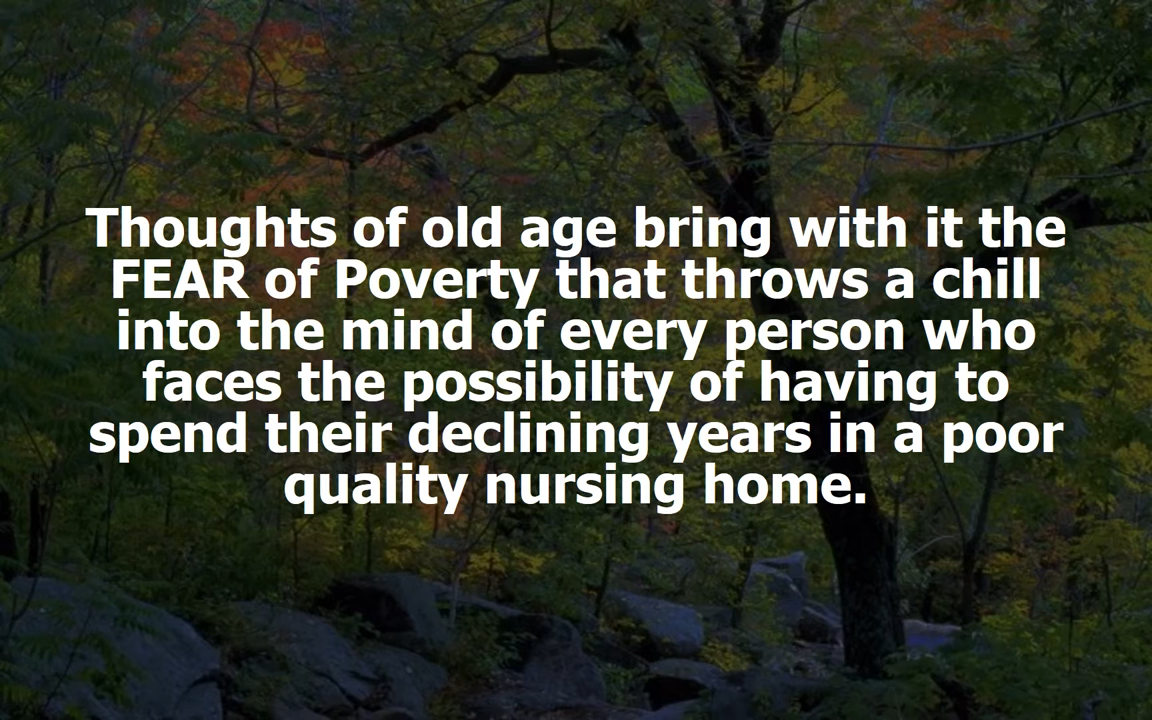 Thoughts of old age bring with it the
FEAR of Poverty that throws a chill
into the mind of every person who
faces the possibility of having to
spend their declining years in a poor
quality nursing home.